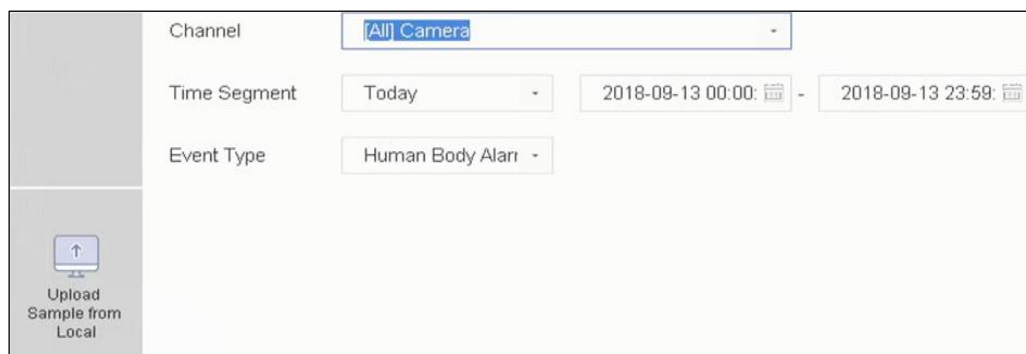 Channel [All] Camera
Time Segment Today 2018-09-13 00:00: - 2018-09-13 23:59:
Event Type Human Body Alarr
Upload
Sample from
Local